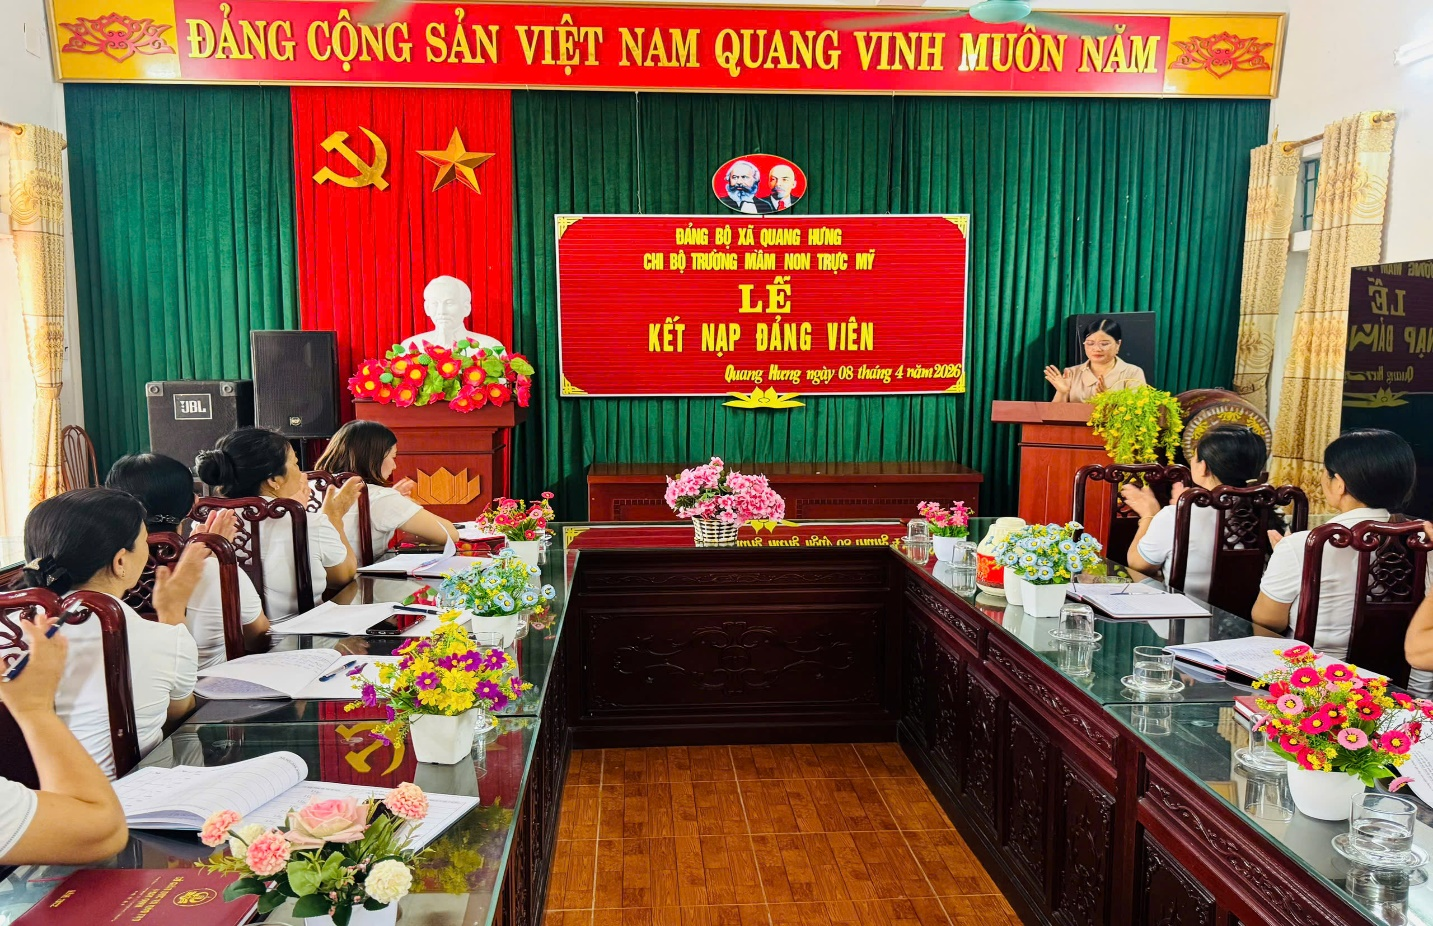 ĐẢNG CỘNG SẢN VIỆT NAM QUANG VINH MUÔN NĂM
ĐẢNG BỘ XÃ QUANG HƯNG
CHI BỘ TRƯỜNG MẦM NON TRỰC MỸ
LỄ
KẾT NẠP ĐẢNG VIÊN
Quang Hưng ngày 08 tháng 4 năm 2026
JBL